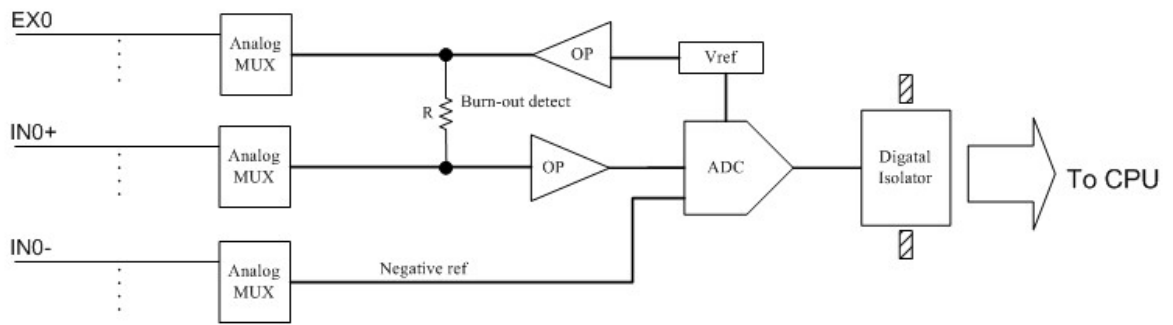 EX0
Analog
MUX
OP
Vref
R
Burn-out detect
IN0+
Analog
MUX
OP
ADC
Digatal
Isolator
To CPU
IN0-
Analog
MUX
Negative ref